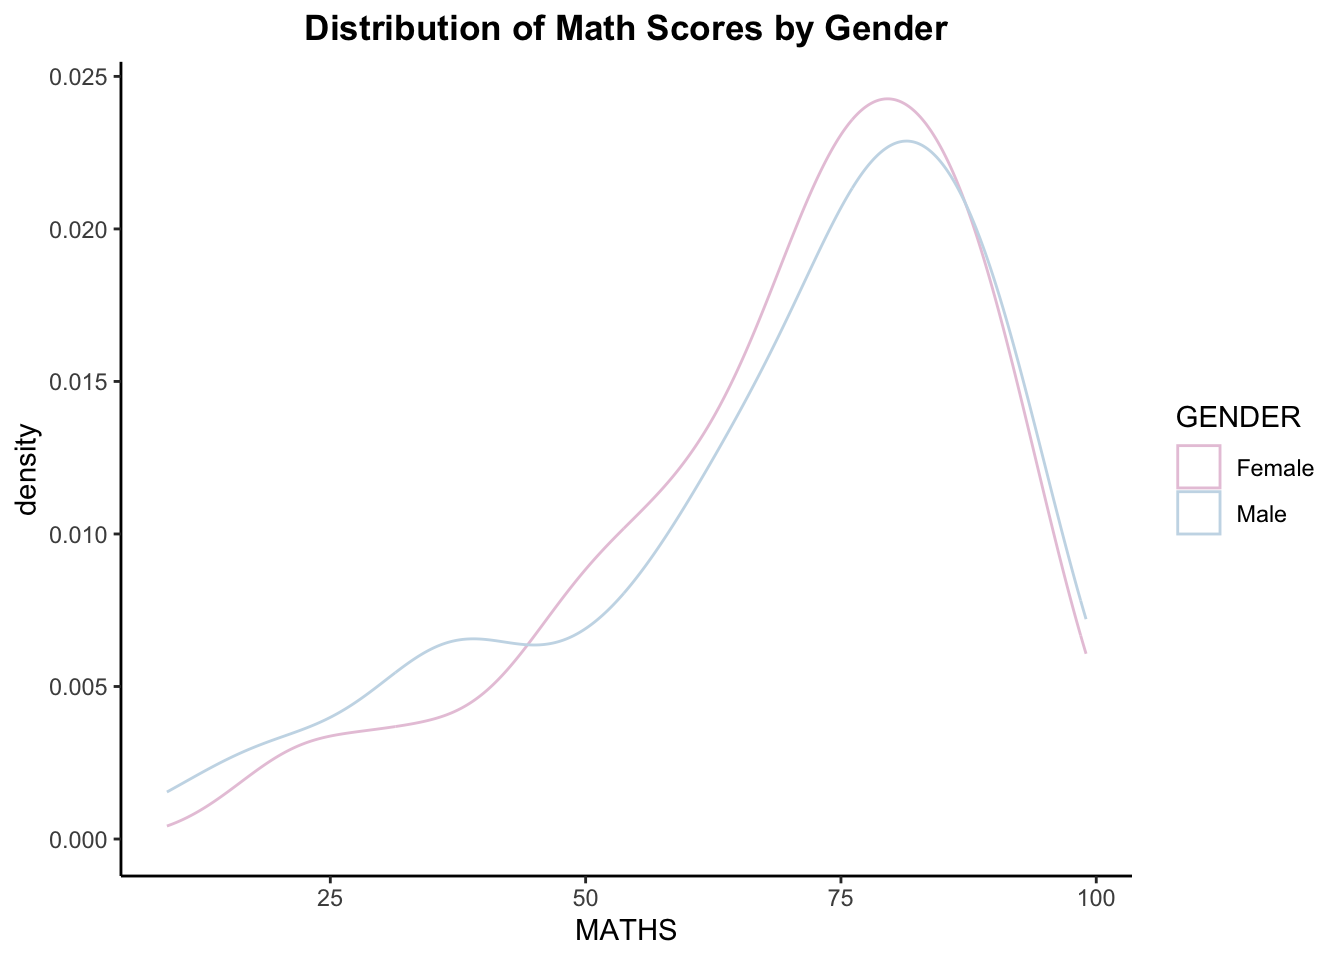 Distribution of Math Scores by Gender
0.025
0.020
0.015
0.010
0.005
0.000
density
25 50 75 100
MATHS
GENDER
Female
Male